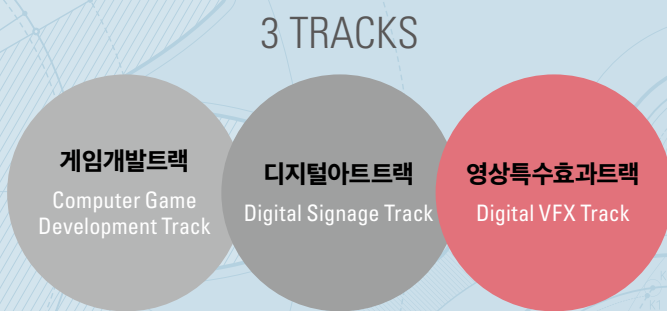 3 TRACKS
게임개발트랙
Computer Game
Development Track
디지털아트트랙
Digital Signage Track
영상특수효과트랙
Digital VFX Track